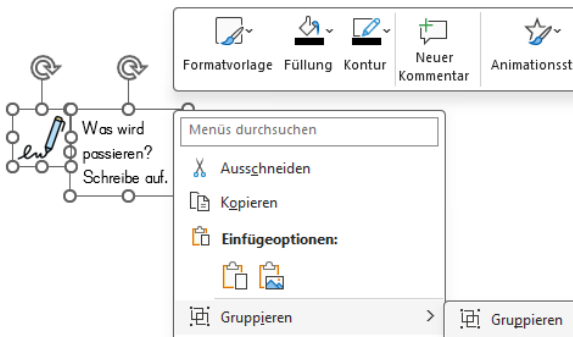 Formatvorlage Füllung Kontur Neuer Kommentar Animationsst
Was wird
passieren?
Schreibe auf.
Menüs durchsuchen
Ausschneiden
Kopieren
Einfügeoptionen:
Gruppieren
Gruppieren